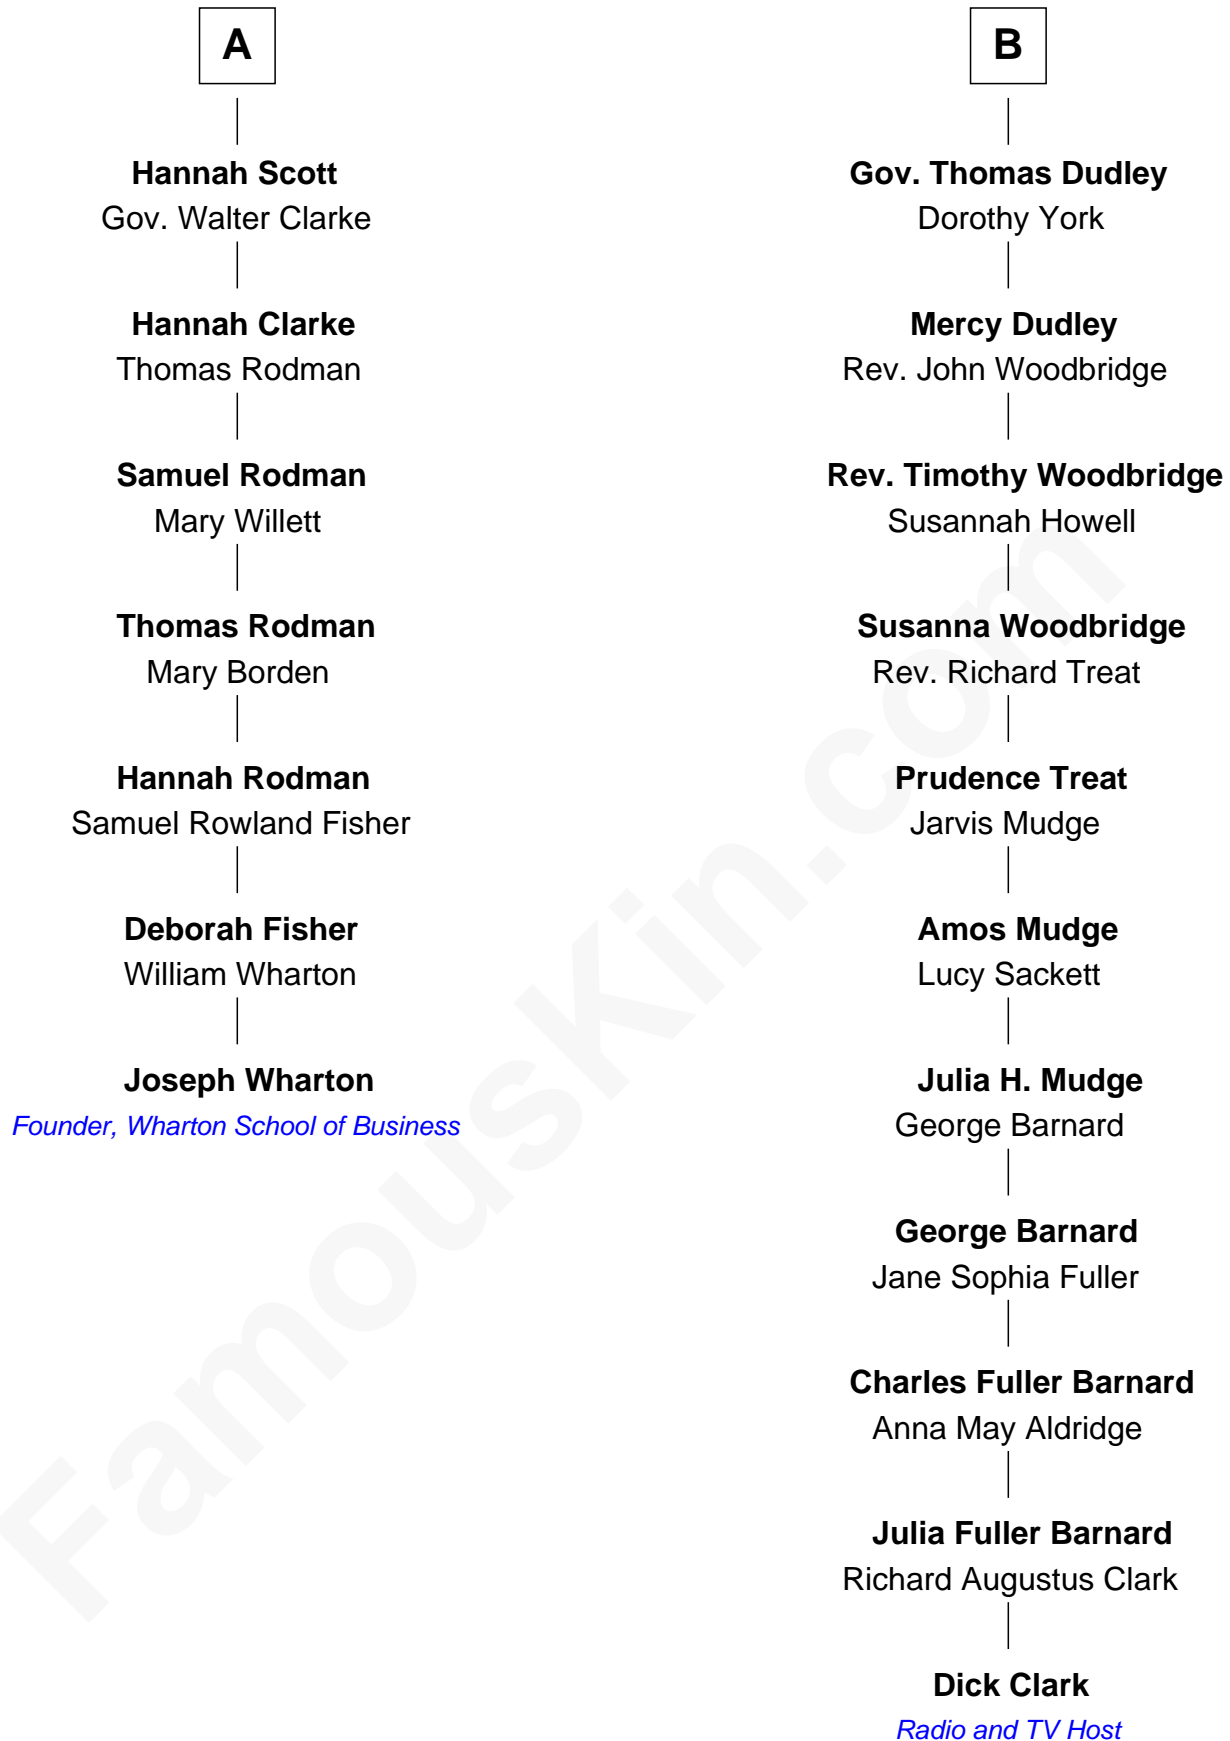 A
Hannah Scott
Gov. Walter Clarke
Hannah Clarke
Thomas Rodman
Samuel Rodman
Mary Willett
Thomas Rodman
Mary Borden
Hannah Rodman
Samuel Rowland Fisher
Deborah Fisher
William Wharton
Joseph Wharton
Founder, Wharton School of Business
B
Gov. Thomas Dudley
Dorothy York
Mercy Dudley
Rev. John Woodbridge
Rev. Timothy Woodbridge
Susannah Howell
Susanna Woodbridge
Rev. Richard Treat
Prudence Treat
Jarvis Mudge
Amos Mudge
Lucy Sackett
Julia H. Mudge
George Barnard
George Barnard
Jane Sophia Fuller
Charles Fuller Barnard
Anna May Aldridge
Julia Fuller Barnard
Richard Augustus Clark
Dick Clark
Radio and TV Host
FamousKin.com